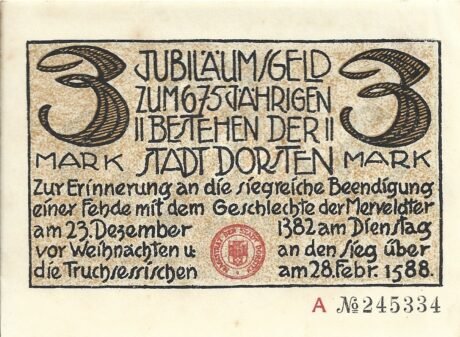 3 JUBILÄUMSGELD 3
ZUM 675 JÄHRIGEN
BESTEHEN DER
MARK STADT DORSTEN MARK
Zur Erinnerung an die siegreiche Beendigung
einer Fehde mit dem Geschlechte der Merveldter
am 23. Dezember 1382 am Dienstag
vor Weihnachten u. an den Sieg über
die Truchsessischen am 28. Febr. 1588.
A № 245334